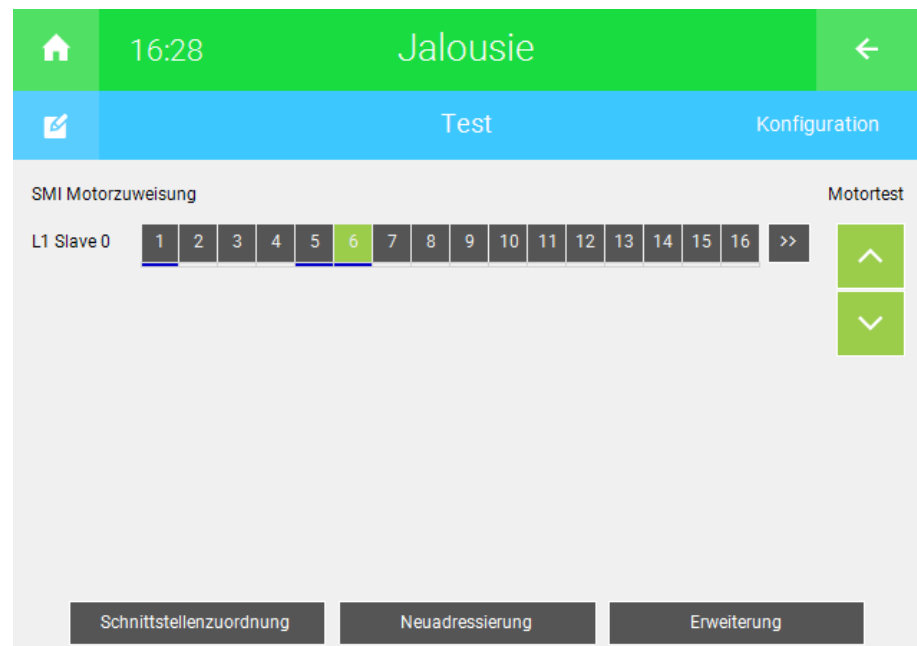 16:28 Jalousie
Test Konfiguration
SMI Motorzuweisung Motortest
L1 Slave 0 1 2 3 4 5 6 7 8 9 10 11 12 13 14 15 16 >>
Schnittstellenzuordnung Neuadressierung Erweiterung